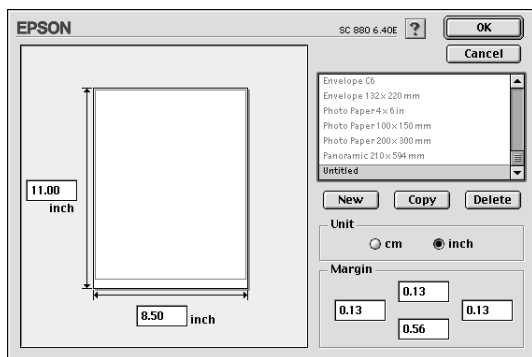 EPSON
SC 880 6.40E
?
OK
Cancel
Envelope C6
Envelope 132×220 mm
Photo Paper 4×6 in
Photo Paper 100×150 mm
Photo Paper 200×300 mm
Panoramic 210×594 mm
Untitled
New Copy Delete
11.00
inch
8.50 inch
Unit
cm inch
Margin
0.13
0.13 0.13
0.56